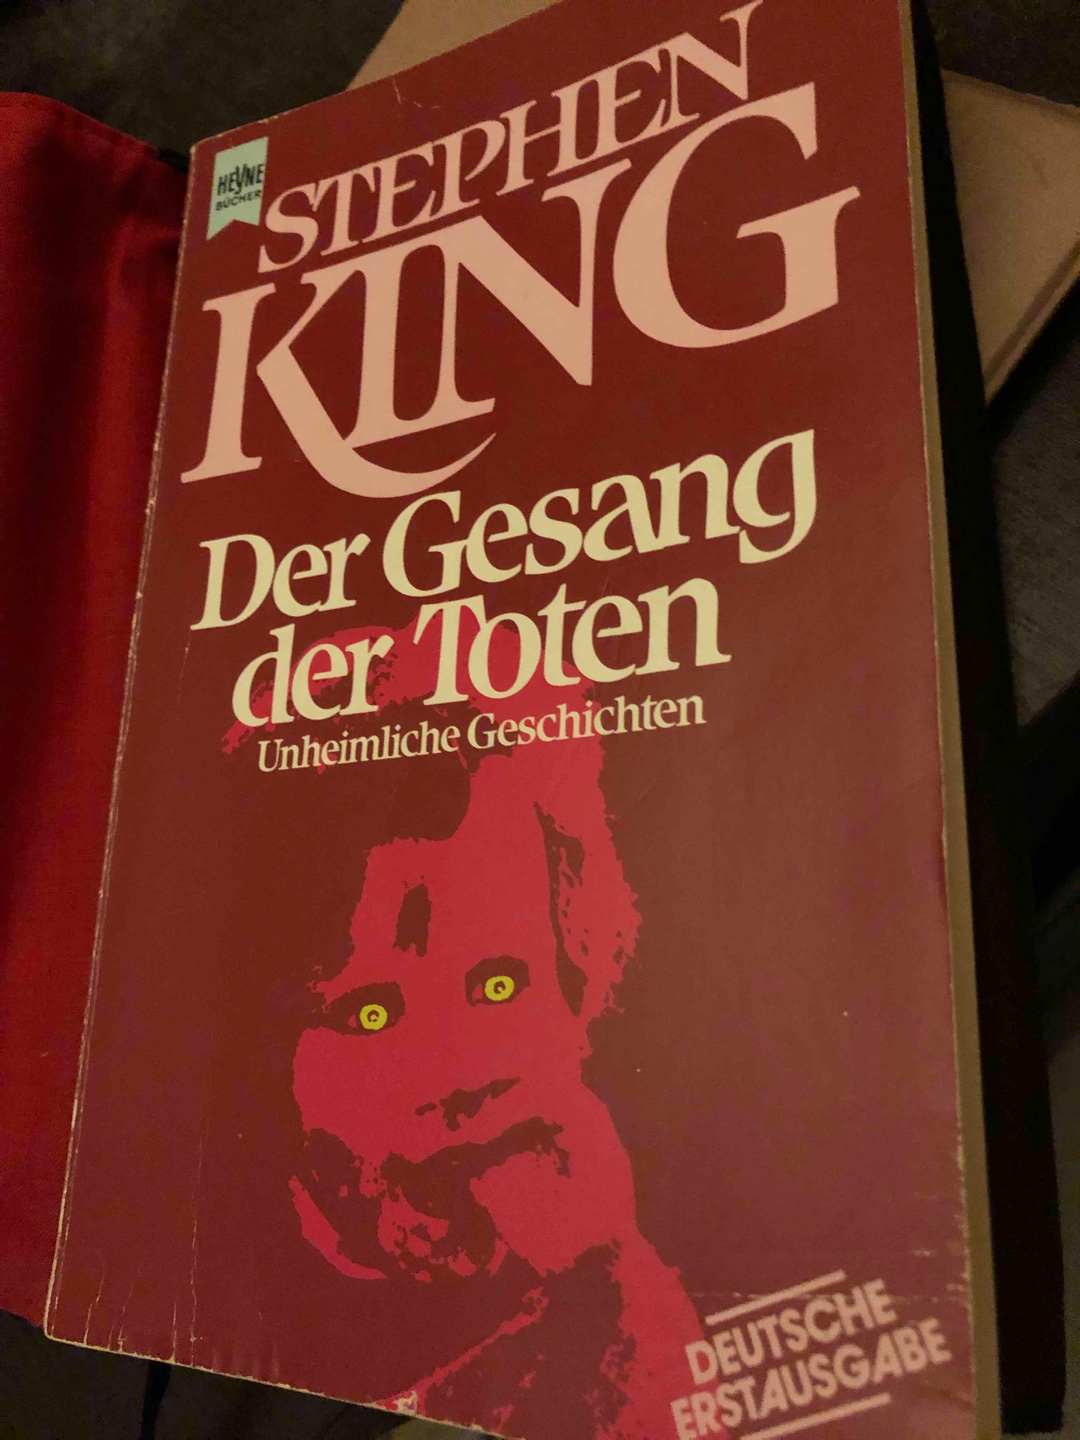 HEYNE
BÜCHER
STEPHEN
KING
Der Gesang
der Toten
Unheimliche Geschichten
DEUTSCHE
ERSTAUSGABE